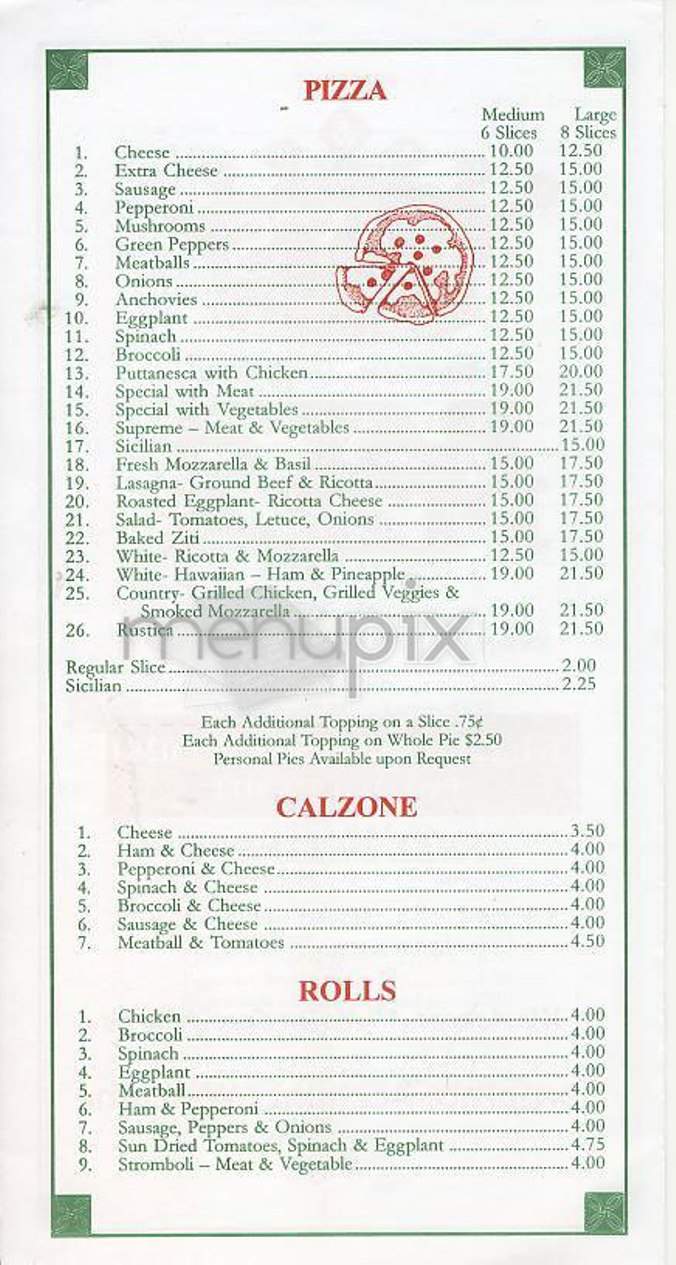 PIZZA
Medium Large
6 Slices 8 Slices
1. Cheese 10.00 12.50
2. Extra Cheese 12.50 15.00
3. Sausage 12.50 15.00
4. Pepperoni 12.50 15.00
5. Mushrooms 12.50 15.00
6. Green Peppers 12.50 15.00
7. Meatballs 12.50 15.00
8. Onions 12.50 15.00
9. Anchovies 12.50 15.00
10. Eggplant 12.50 15.00
11. Spinach 12.50 15.00
12. Broccoli 12.50 15.00
13. Puttanesca with Chicken 17.50 20.00
14. Special with Meat 19.00 21.50
15. Special with Vegetables 19.00 21.50
16. Supreme – Meat & Vegetables 19.00 21.50
17. Sicilian 15.00
18. Fresh Mozzarella & Basil 15.00 17.50
19. Lasagna- Ground Beef & Ricotta 15.00 17.50
20. Roasted Eggplant- Ricotta Cheese 15.00 17.50
21. Salad- Tomatoes, Letuce, Onions 15.00 17.50
22. Baked Ziti 15.00 17.50
23. White- Ricotta & Mozzarella 12.50 15.00
24. White- Hawaiian – Ham & Pineapple 19.00 21.50
25. Country- Grilled Chicken, Grilled Veggies &
Smoked Mozzarella 19.00 21.50
26. Rustica 19.00 21.50
menupix
Regular Slice 2.00
Sicilian 2.25
Each Additional Topping on a Slice .75¢
Each Additional Topping on Whole Pie $2.50
Personal Pies Available upon Request
CALZONE
1. Cheese 3.50
2. Ham & Cheese 4.00
3. Pepperoni & Cheese 4.00
4. Spinach & Cheese 4.00
5. Broccoli & Cheese 4.00
6. Sausage & Cheese 4.00
7. Meatball & Tomatoes 4.50
ROLLS
1. Chicken 4.00
2. Broccoli 4.00
3. Spinach 4.00
4. Eggplant 4.00
5. Meatball 4.00
6. Ham & Pepperoni 4.00
7. Sausage, Peppers & Onions 4.00
8. Sun Dried Tomatoes, Spinach & Eggplant 4.75
9. Stromboli – Meat & Vegetable 4.00